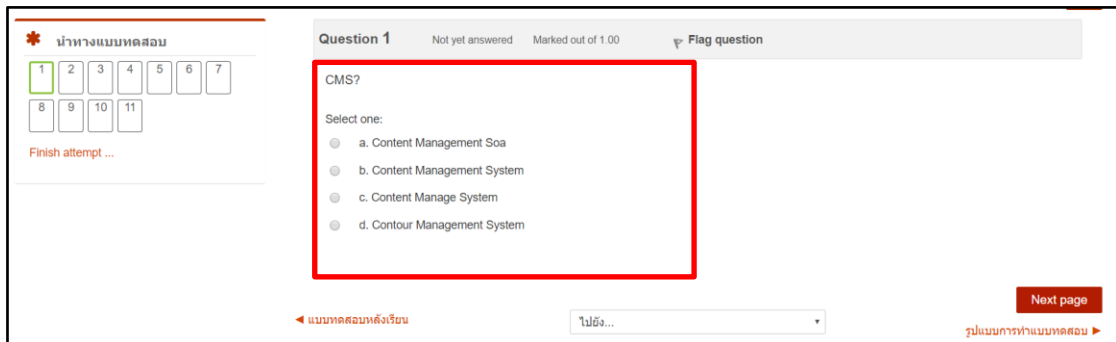 นำทางแบบทดสอบ
1 2 3 4 5 6 7
8 9 10 11
Finish attempt ...
Question 1 Not yet answered Marked out of 1.00 Flag question
CMS?
Select one:
a. Content Management Soa
b. Content Management System
c. Content Manage System
d. Contour Management System
Next page
◄ แบบทดสอบหลังเรียน
ไปยัง...
รูปแบบการทำแบบทดสอบ ►